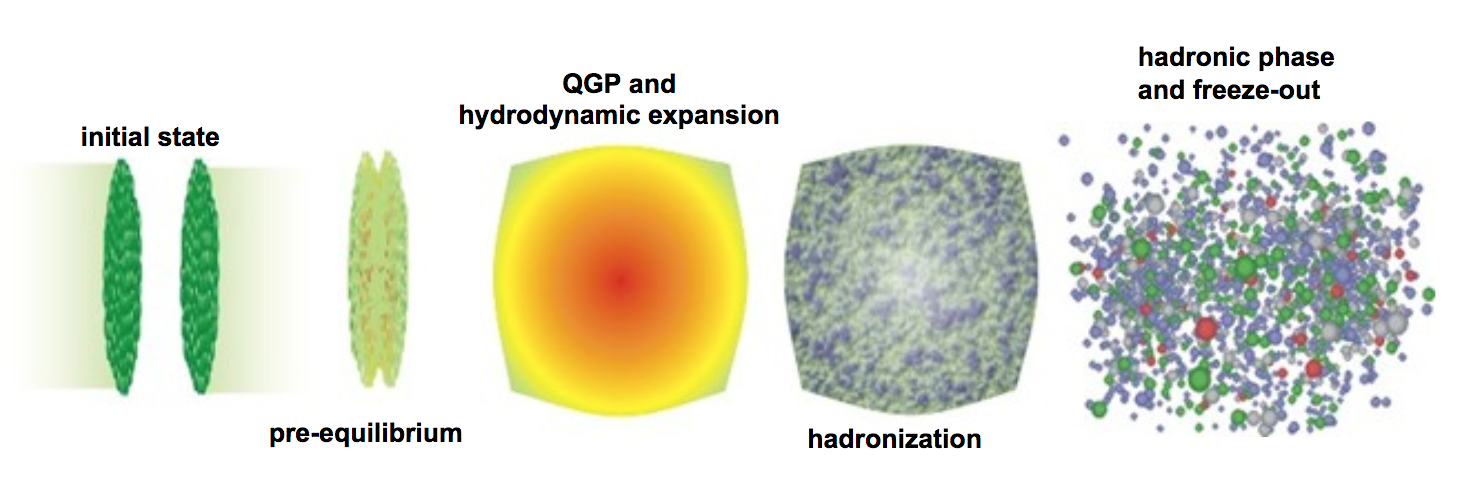 initial state
pre-equilibrium
QGP and
hydrodynamic expansion
hadronization
hadronic phase
and freeze-out